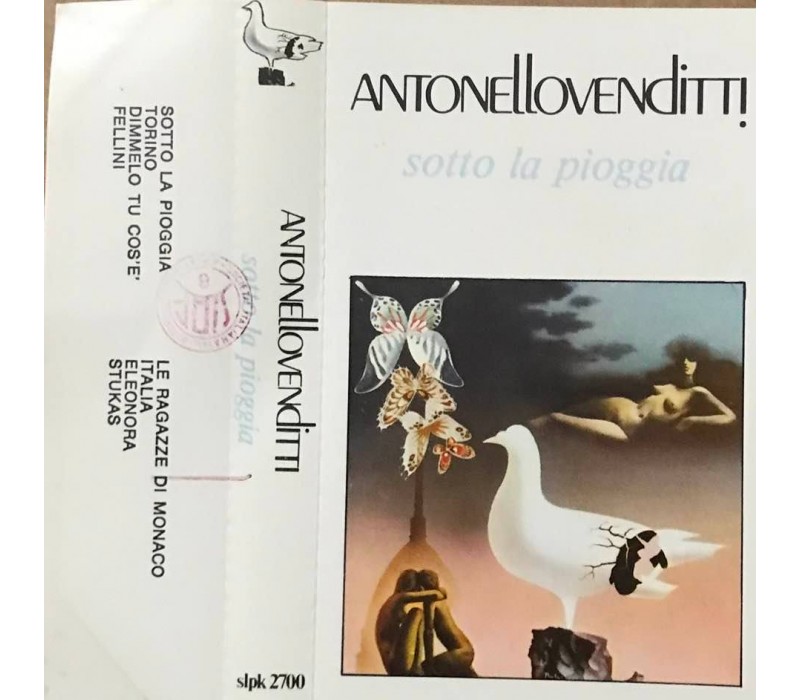 SOTTO LA PIOGGIA
TORINO
DIMMELO TU COS'E'
FELLINI
LE RAGAZZE DI MONACO
ITALIA
ELEONORA
STUKAS
ANTONELLOVENDITTI
sotto la pioggia
slpk 2700
ANTONELLOVENDITTI
sotto la pioggia